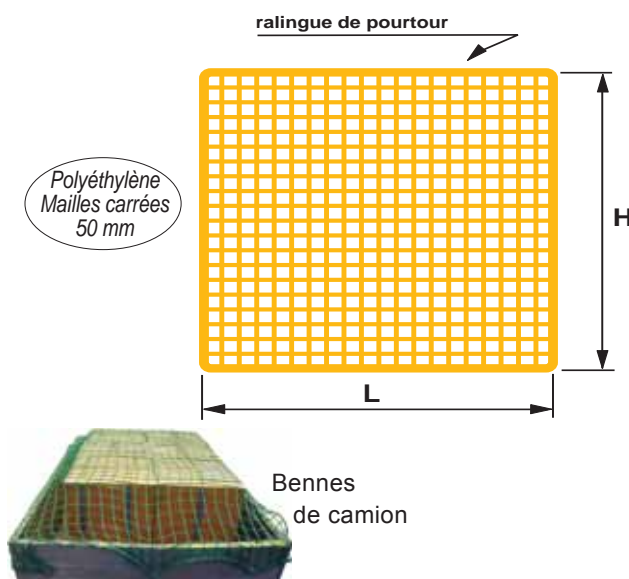 ralingue de pourtour
Polyéthylène
Mailles carrées
50 mm
H
L
Bennes
de camion